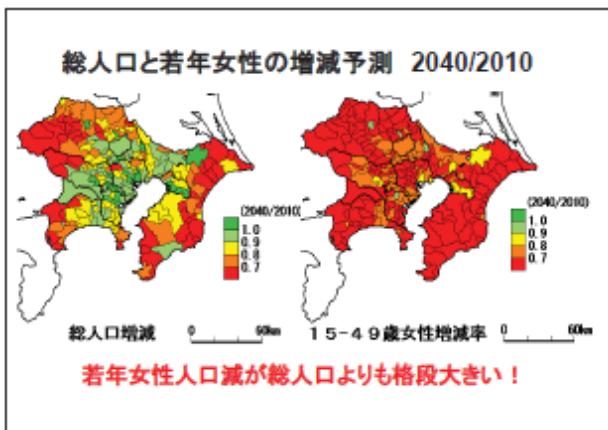 総人口と若年女性の増減予測 2040/2010
(2040/2010)
1.0
0.9
0.8
0.7
総人口増減 0 60km
(2040/2010)
1.0
0.9
0.8
0.7
15-49歳女性増減率 0 60km
若年女性人口減が総人口よりも格段大きい!